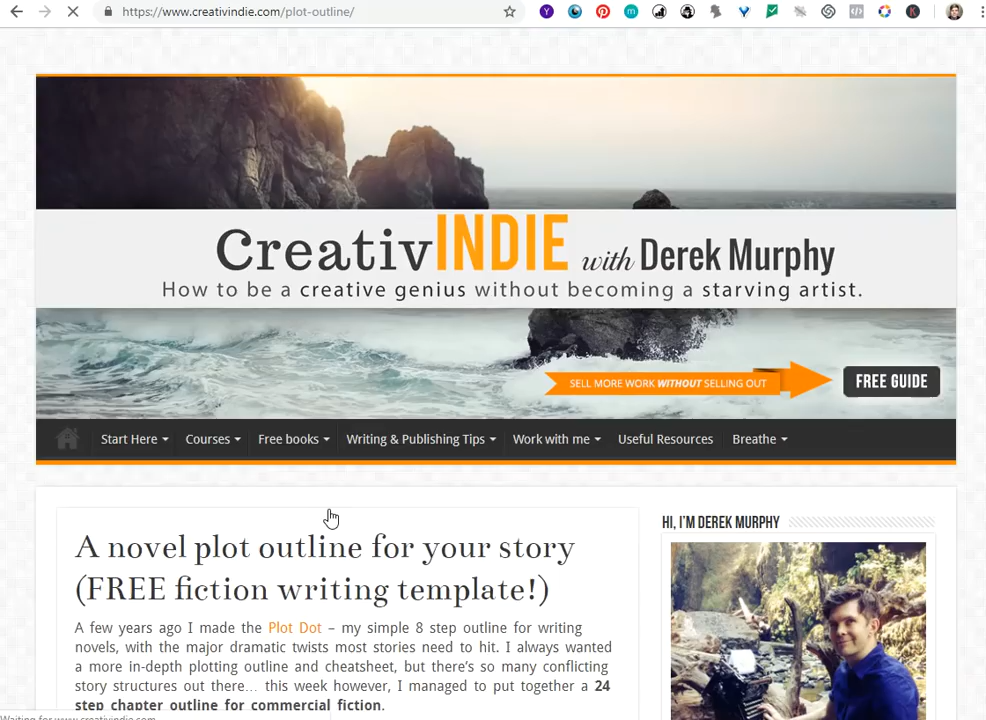 https://www.creativindie.com/plot-outline/
CreativINDIE with Derek Murphy
How to be a creative genius without becoming a starving artist.
SELL MORE WORK WITHOUT SELLING OUT
FREE GUIDE
Start Here Courses Free books Writing & Publishing Tips Work with me Useful Resources Breathe
A novel plot outline for your story
(FREE fiction writing template!)
A few years ago I made the Plot Dot – my simple 8 step outline for writing
novels, with the major dramatic twists most stories need to hit. I always wanted
a more in-depth plotting outline and cheatsheet, but there's so many conflicting
story structures out there... this week however, I managed to put together a 24
step chapter outline for commercial fiction.
HI, I'M DEREK MURPHY
Waiting for www.creativindie.com